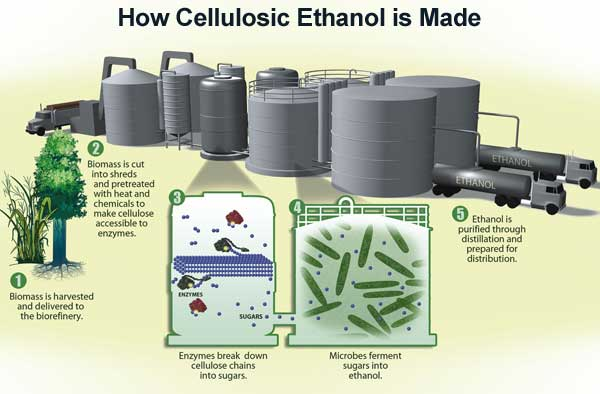 How Cellulosic Ethanol is Made
1
Biomass is harvested
and delivered to
the biorefinery.
2
Biomass is cut
into shreds
and pretreated
with heat and
chemicals to
make cellulose
accessible to
enzymes.
3
ENZYMES
SUGARS
Enzymes break down
cellulose chains
into sugars.
4
Microbes ferment
sugars into
ethanol.
5
Ethanol is
purified through
distillation and
prepared for
distribution.
ETHANOL
ETHANOL